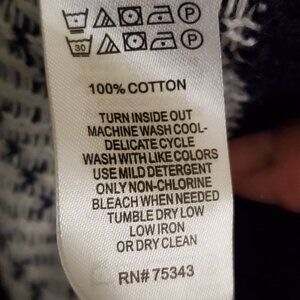 P
30 P
100% COTTON
TURN INSIDE OUT
MACHINE WASH COOL-
DELICATE CYCLE
WASH WITH LIKE COLORS
USE MILD DETERGENT
ONLY NON-CHLORINE
BLEACH WHEN NEEDED
TUMBLE DRY LOW
LOW IRON
OR DRY CLEAN
RN# 75343